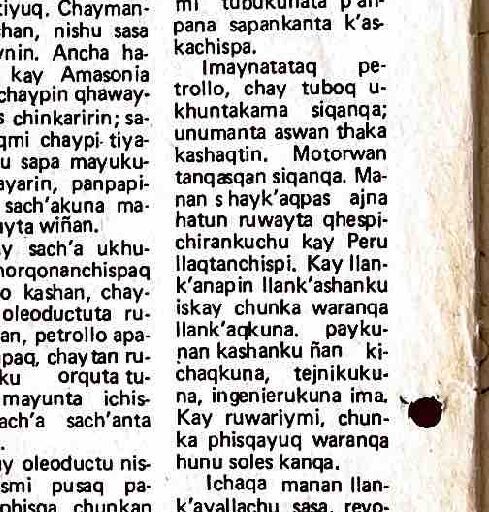 kiyuq. Chayman-
han, nishu sasa
ynin. Ancha ha-
kay Amasonia
chaypin qhaway-
s chinkaririn; sa-
qmi chaypi tiya-
u sapa mayuku-
ayarin, panpapi-
sach'akuna ma-
ayta wiñan.
y sach'a ukhu-
horqonanchispaq
o kashan, chay-
oleoductuta ru-
an, petrollo apa-
paq, chaytan ru-
ku orquta tu-
mayunta ichis-
ach'a sach'anta
.
y oleoductu nis-
smi pusaq pa-
phisqa chunkan
mi tubukunata p'an-
pana sapankanta k'as-
kachispa.
Imaynatataq pe-
trollo, chay tuboq u-
khuntakama siqanqa;
unumanta aswan thaka
kashaqtin. Motorwan
tanqasqan siqanqa. Ma-
nan s hayk'aqpas ajna
hatun ruwayta qhespi-
chirankuchu kay Peru
llaqtanchispi. Kay llan-
k'anapin llank'ashanku
iskay chunka waranqa
llank'aqkuna. payku-
nan kashanku ñan ki-
chaqkuna, tejnikuku-
na, ingenierukuna ima.
Kay ruwariymi, chun-
ka phisqayuq waranqa
hunu soles kanqa.
Ichaqa manan llan-
k'ayallachu sasa, revo-